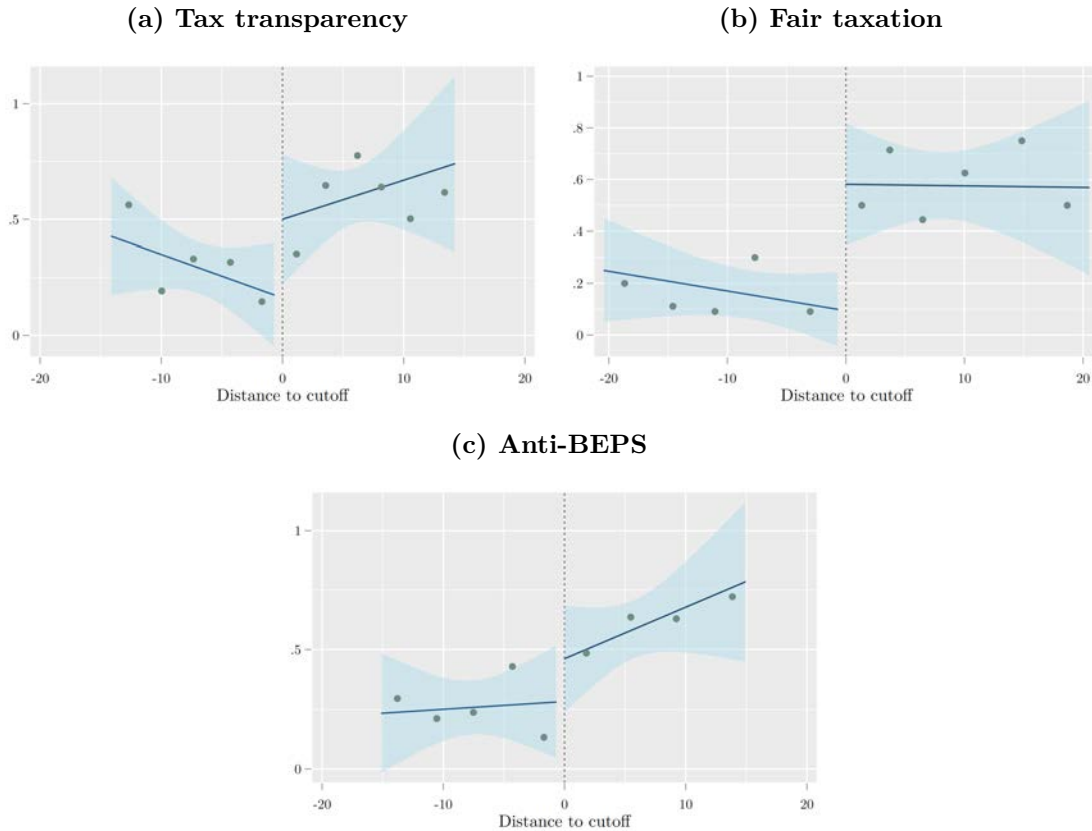 (a) Tax transparency
1
.5
0
-20 -10 0 10 20
Distance to cutoff
(b) Fair taxation
1
.8
.6
.4
.2
0
-20 -10 0 10 20
Distance to cutoff
(c) Anti-BEPS
1
.5
0
-20 -10 0 10 20
Distance to cutoff